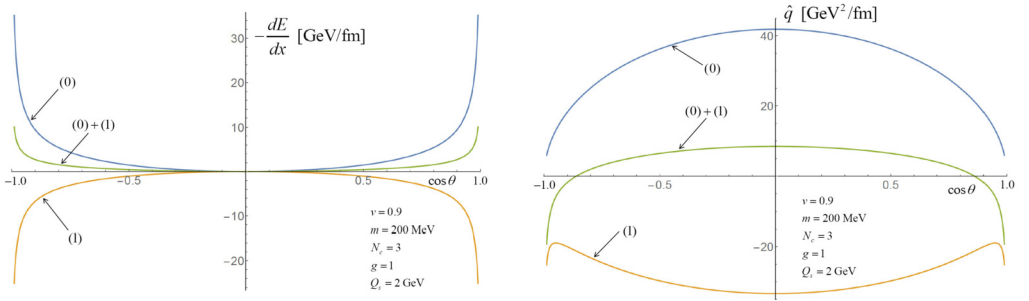 −dE/dx [GeV/fm]
30
20
10
(0)
(0) + (1)
−1.0 −0.5 0.5 1.0
cosθ
(1)
−10
−20
v = 0.9
m = 200 MeV
N_c = 3
g = 1
Q_s = 2 GeV
q̂ [GeV²/fm]
40
(0)
20
(0) + (1)
−1.0 −0.5 0.5 1.0
cosθ
(1)
−20
v = 0.9
m = 200 MeV
N_c = 3
g = 1
Q_s = 2 GeV